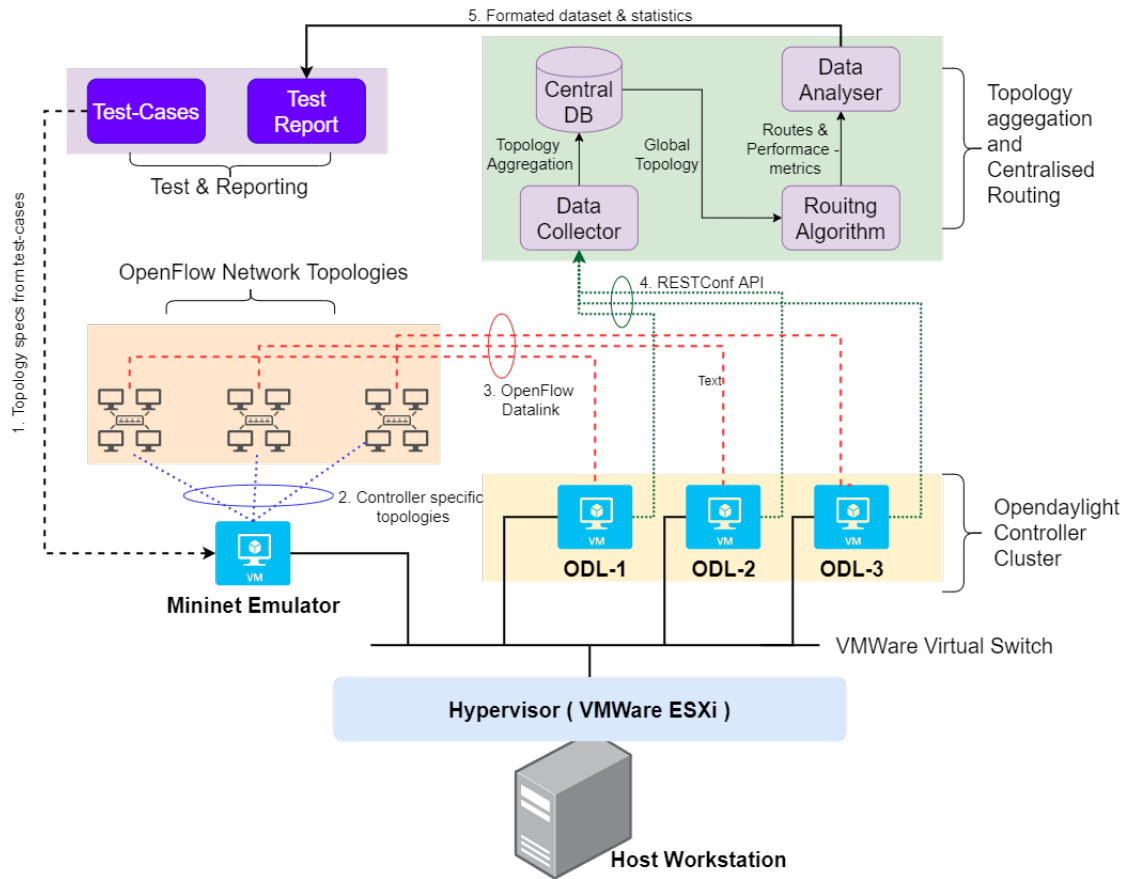 5. Formated dataset & statistics
Test-Cases
Test
Report
Test & Reporting
Central
DB
Data
Analyser
Topology
Aggregation
Global
Topology
Routes &
Performace -
metrics
Data
Collector
Rouitng
Algorithm
Topology
aggegation
and
Centralised
Routing
1. Topology specs from test-cases
OpenFlow Network Topologies
4. RESTConf API
3. OpenFlow
Datalink
Text
2. Controller specific
topologies
VM
Mininet Emulator
VM
VM
VM
ODL-1
ODL-2
ODL-3
Opendaylight
Controller
Cluster
VMWare Virtual Switch
Hypervisor ( VMWare ESXi )
Host Workstation